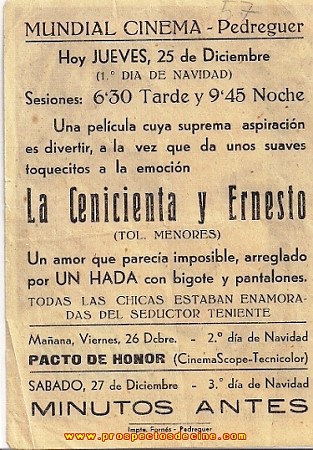 57
MUNDIAL CINEMA - Pedreguer
Hoy JUEVES, 25 de Diciembre
(1.º DIA DE NAVIDAD)
Sesiones: 6'30 Tarde y 9'45 Noche
Una película cuya suprema aspiración
es divertir, a la vez que da unos suaves
toquecitos a la emoción
La Cenicienta y Ernesto
(TOL. MENORES)
Un amor que parecía imposible, arreglado
por UN HADA con bigote y pantalones.
TODAS LAS CHICAS ESTABAN ENAMORA-
DAS DEL SEDUCTOR TENIENTE
Mañana, Viernes, 26 Dcbre. - 2.º día de Navidad
PACTO DE HONOR (CinemaScope-Tecnicolor)
SABADO, 27 de Diciembre - 3.º día de Navidad
MINUTOS ANTES
www.prospectosdecine.com
Impta. Fornés - Pedreguer